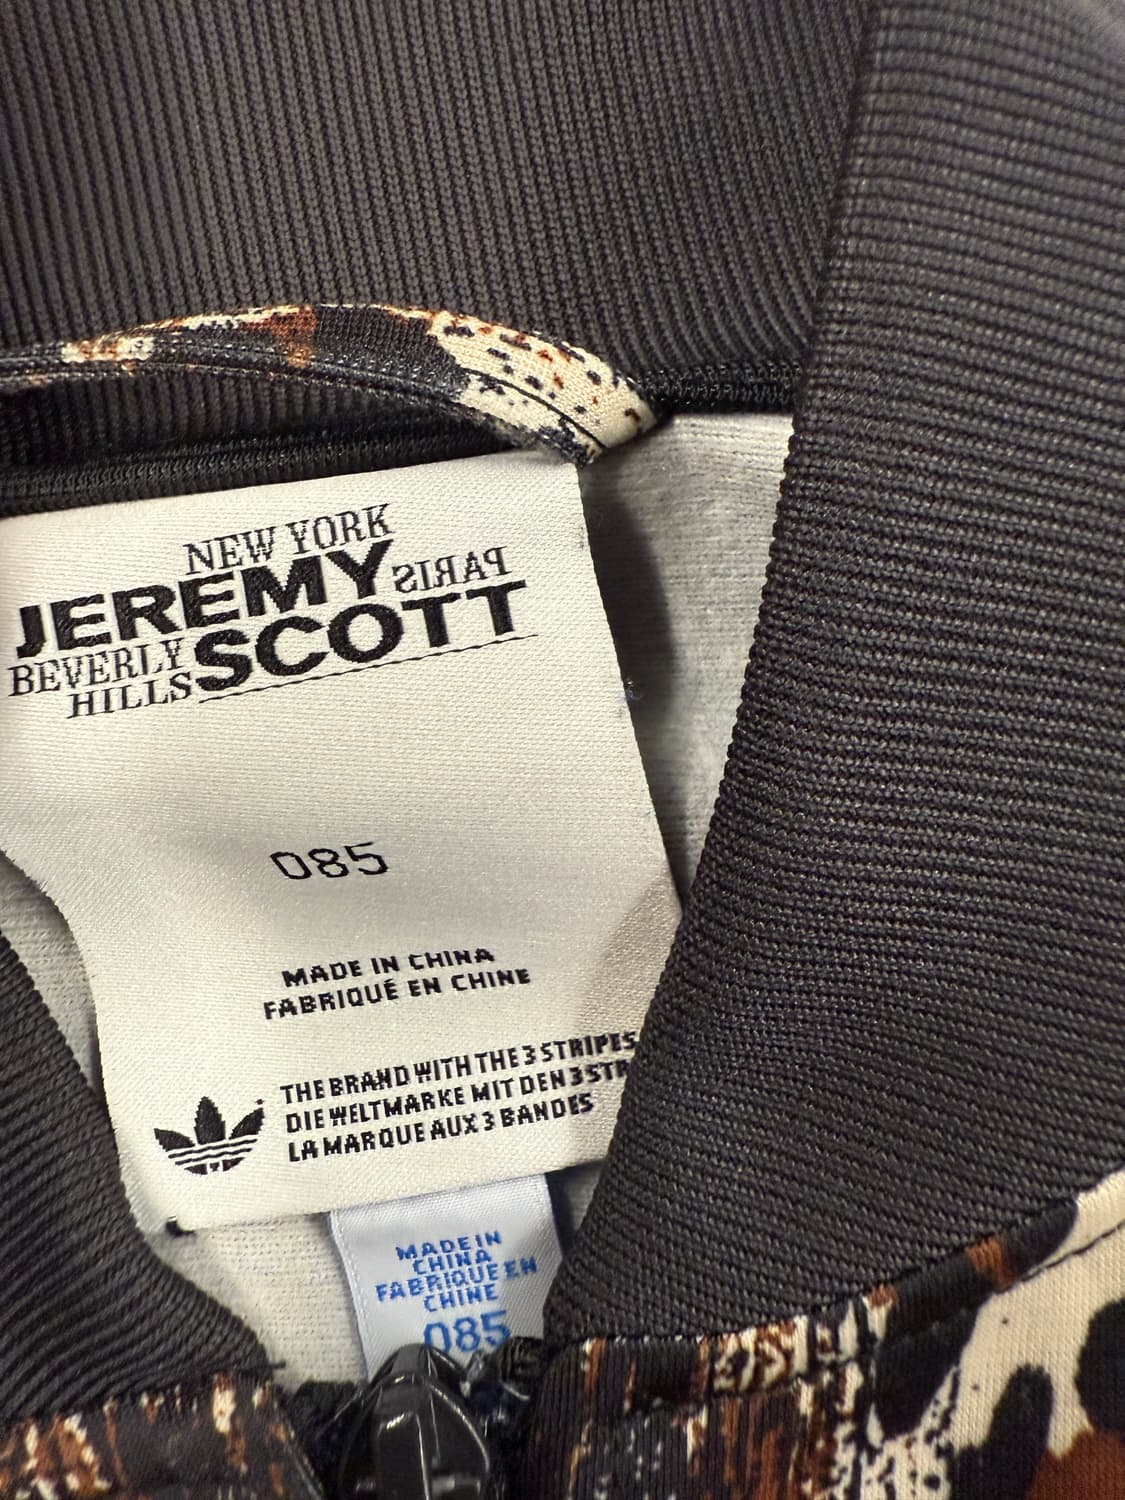 NEW YORK
JEREMY PARIS
BEVERLY SCOTT
HILLS
085
MADE IN CHINA
FABRIQUÉ EN CHINE
THE BRAND WITH THE 3 STRIPES
DIE WELTMARKE MIT DEN 3 STR
LA MARQUE AUX 3 BANDES
MADE IN
CHINA
FABRIQUE EN
CHINE
085